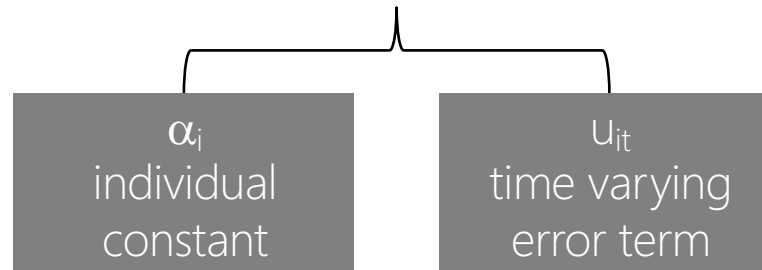 αᵢ
individual
constant
uᵢₜ
time varying
error term